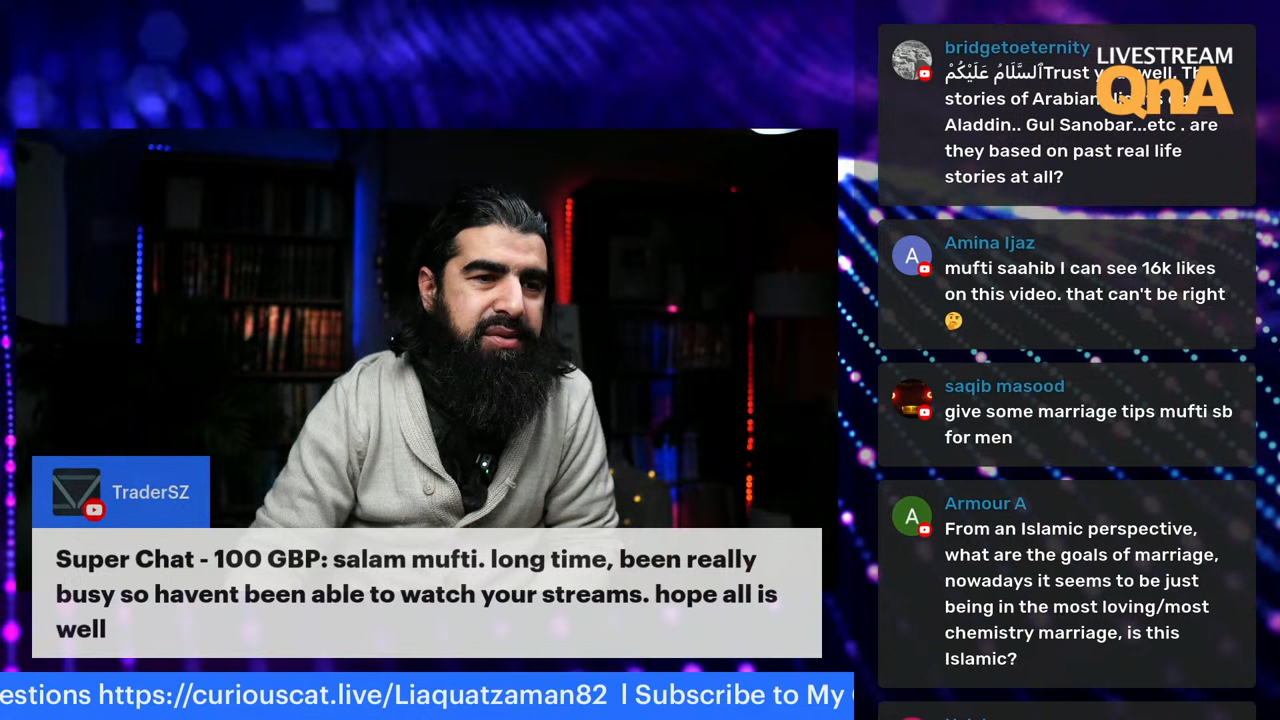 bridgetoeternity
LIVESTREAM
QnA
ٱلسَّلَامُ عَلَيْكُمْTrust well. Th
stories of Arabian
Aladdin.. Gul Sanobar...etc . are
they based on past real life
stories at all?
Amina Ijaz
mufti saahib I can see 16k likes
on this video. that can't be right
🤔
saqib masood
give some marriage tips mufti sb
for men
Armour A
From an Islamic perspective,
what are the goals of marriage,
nowadays it seems to be just
being in the most loving/most
chemistry marriage, is this
Islamic?
TraderSZ
Super Chat - 100 GBP: salam mufti. long time, been really
busy so havent been able to watch your streams. hope all is
well
estions https://curiouscat.live/Liaquatzaman82 | Subscribe to My